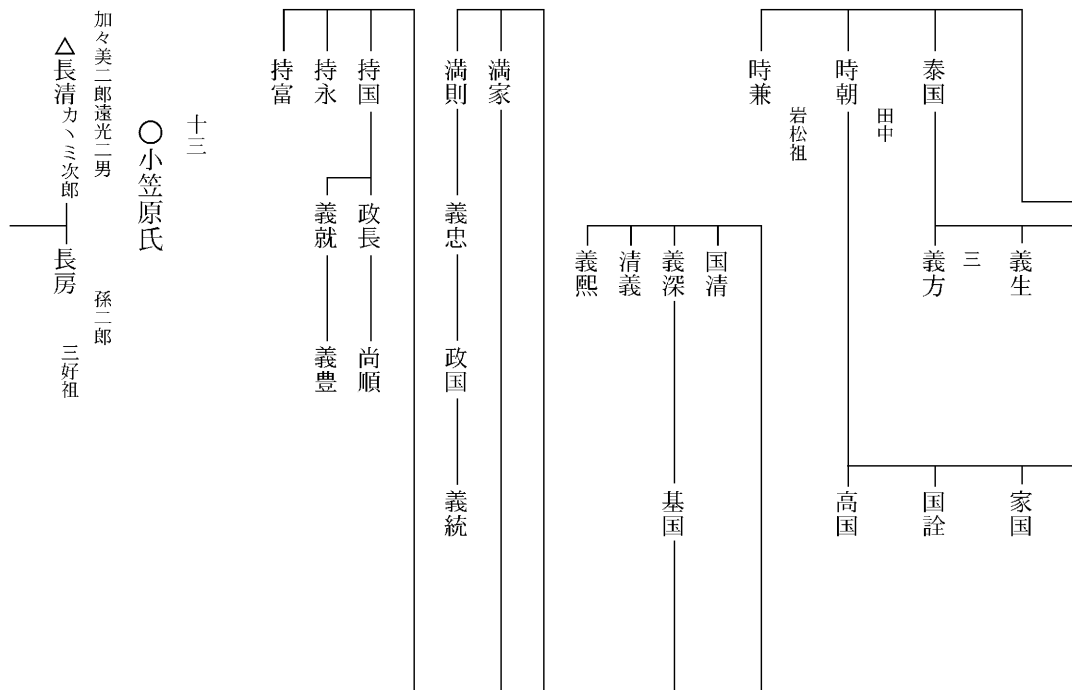 泰国
田中
時朝
岩松祖
時兼
義生
三
義方
家国
国詮
高国
国清
義深
清義
義熙
基国
満家
満則
義忠
政国
義統
持国
持永
持富
政長
義就
尚順
義豊
十三
〇小笠原氏
加々美二郎遠光二男
△長清カヽミ次郎
孫二郎
長房
三好祖